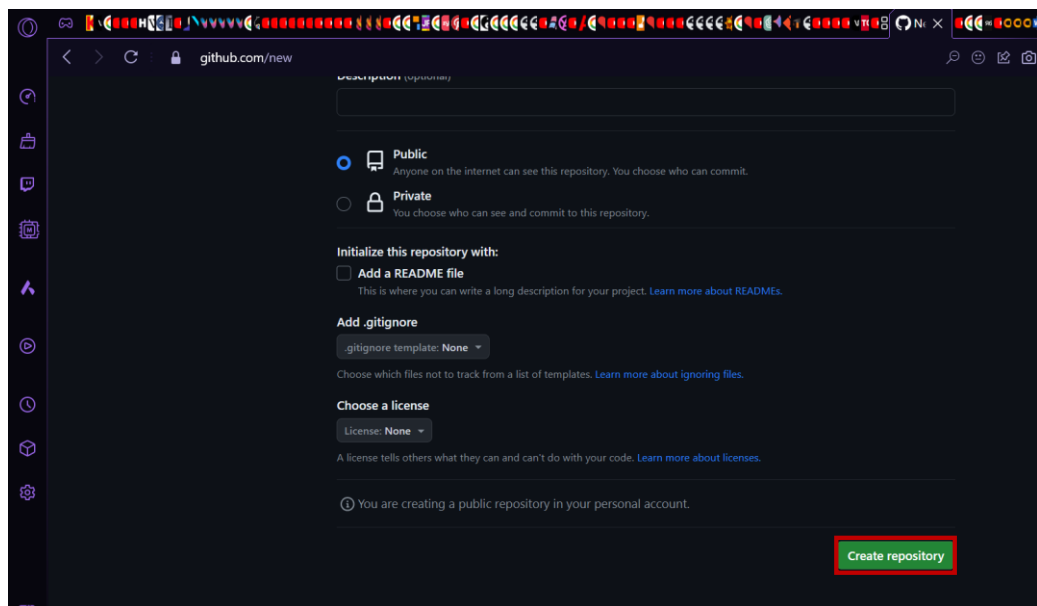 github.com/new
Description (optional)
Public
Anyone on the internet can see this repository. You choose who can commit.
Private
You choose who can see and commit to this repository.
Initialize this repository with:
Add a README file
This is where you can write a long description for your project. Learn more about READMEs.
Add .gitignore
.gitignore template: None
Choose which files not to track from a list of templates. Learn more about ignoring files.
Choose a license
License: None
A license tells others what they can and can't do with your code. Learn more about licenses.
You are creating a public repository in your personal account.
Create repository